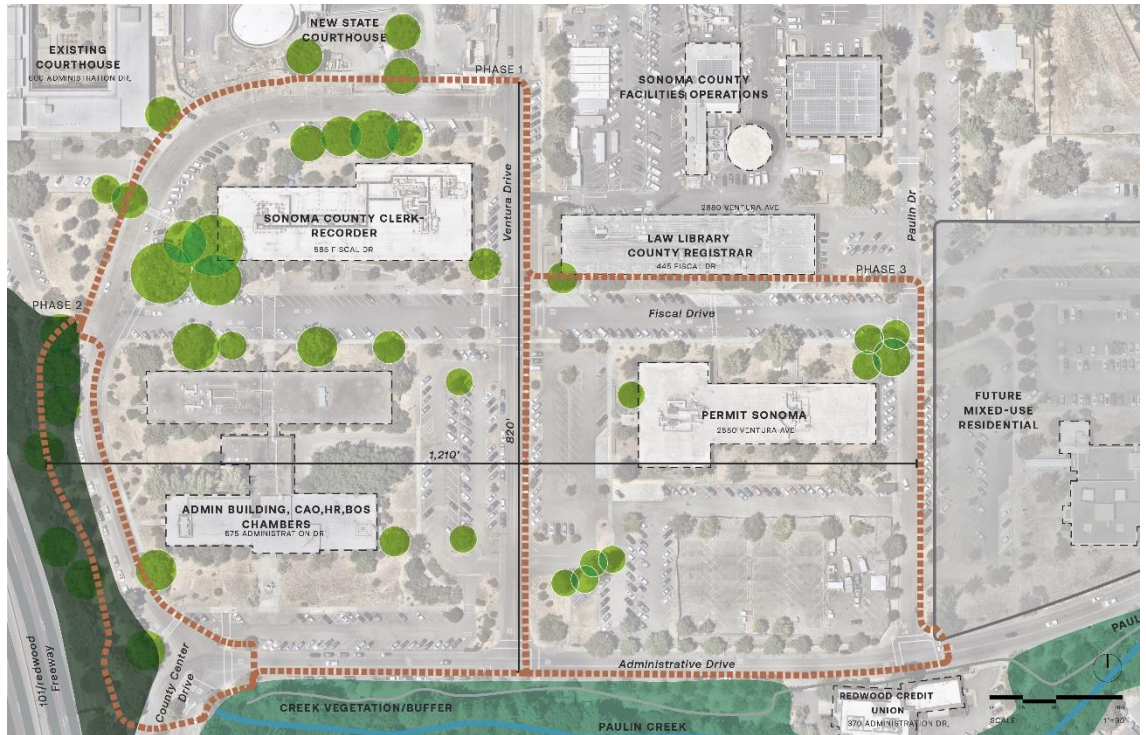 NEW STATE
COURTHOUSE
EXISTING
COURTHOUSE
600 ADMINISTRATION DR,
PHASE 1
SONOMA COUNTY
FACILITIES OPERATIONS
Ventura Drive
Paulin Dr
2880 VENTURA AVE
SONOMA COUNTY CLERK-
RECORDER
585 FISCAL DR
LAW LIBRARY
COUNTY REGISTRAR
445 FISCAL DR
PHASE 3
PHASE 2
Fiscal Drive
FUTURE
MIXED-USE
RESIDENTIAL
PERMIT SONOMA
2550 VENTURA AVE
820'
1,210'
ADMIN BUILDING, CAO,HR,BOS
CHAMBERS
575 ADMINISTRATION DR
101/redwood
Freeway
County Center
Drive
Administrative Drive
PAUL
REDWOOD CREDIT
UNION
370 ADMINISTRATION DR,
CREEK VEGETATION/BUFFER
PAULIN CREEK
SCALE:
1"=90'